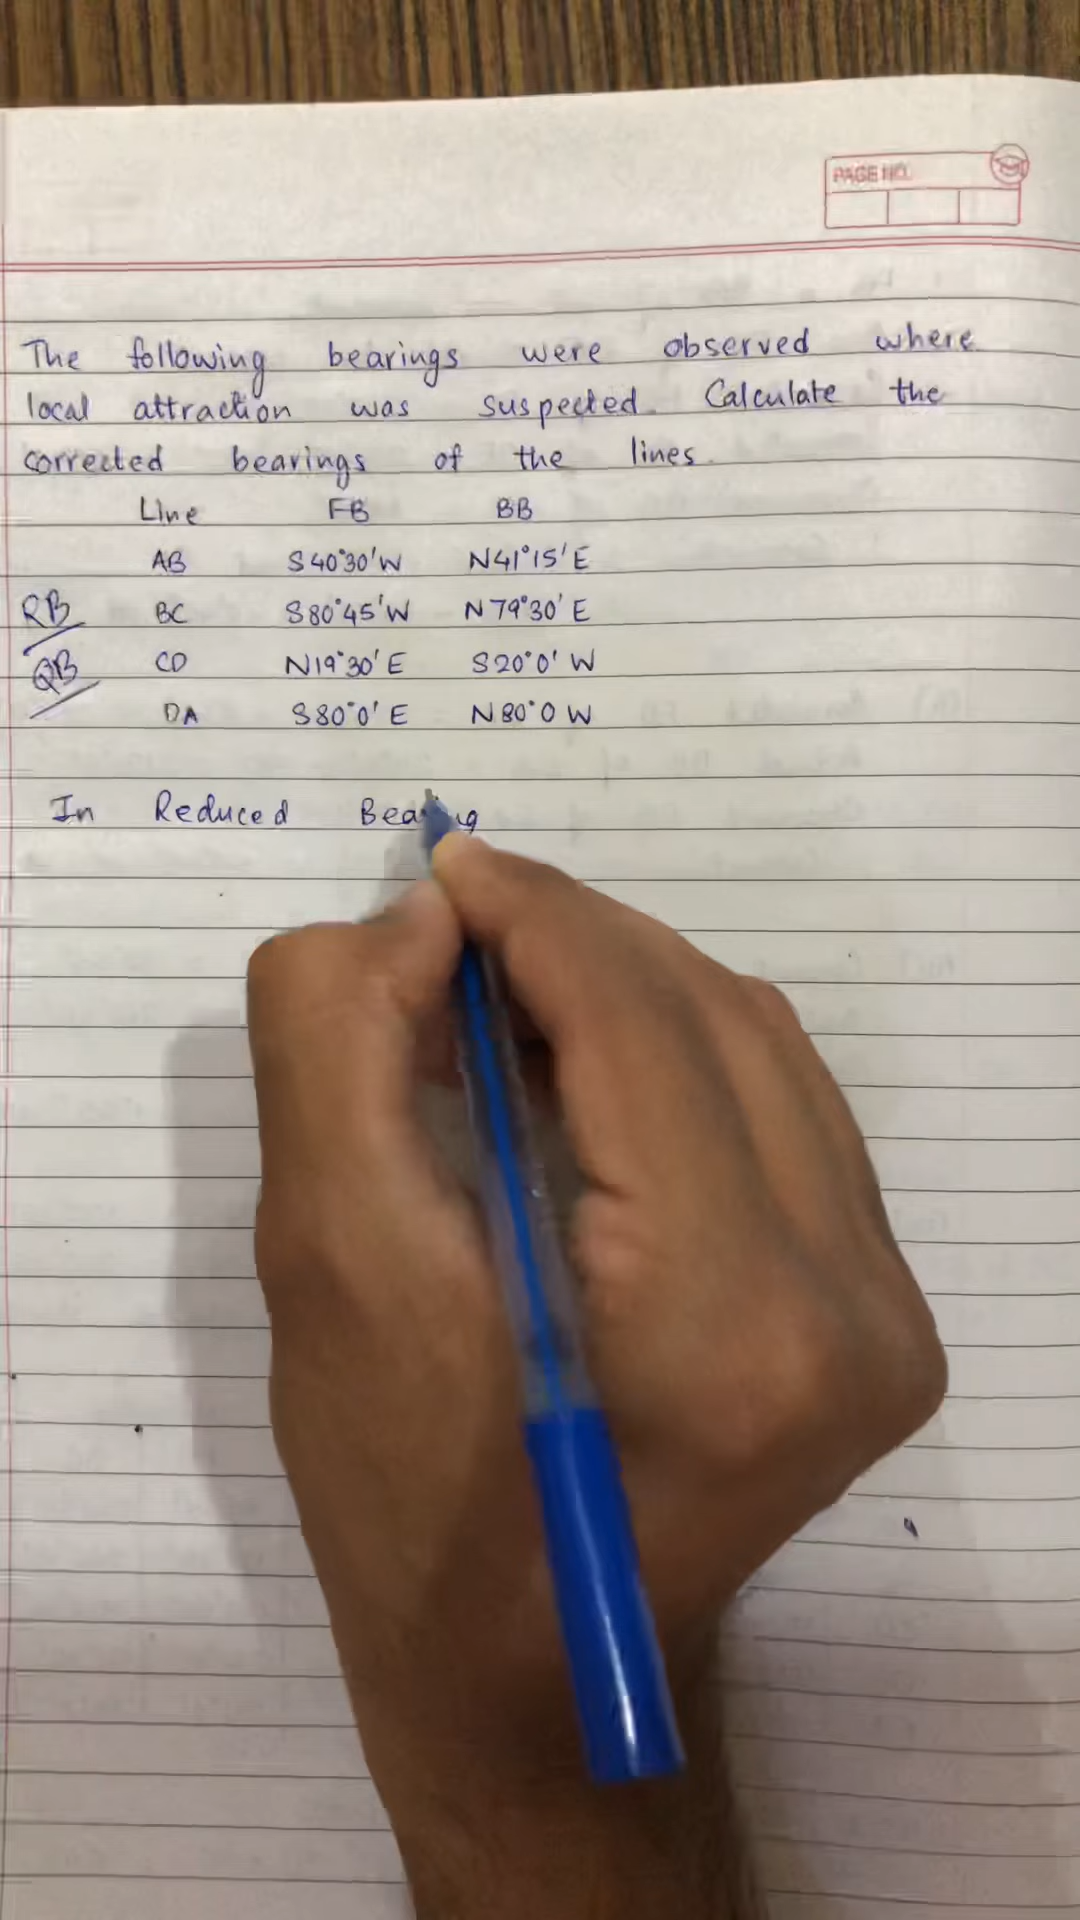 PAGE NO.
The following bearings were observed where
local attraction was suspected. Calculate the
corrected bearings of the lines.
Line FB BB
AB S40°30'W N41°15'E
RB BC S80°45'W N79°30'E
QB CD N19°30'E S20°0'W
DA S80°0'E N80°0W
In Reduced Bearing